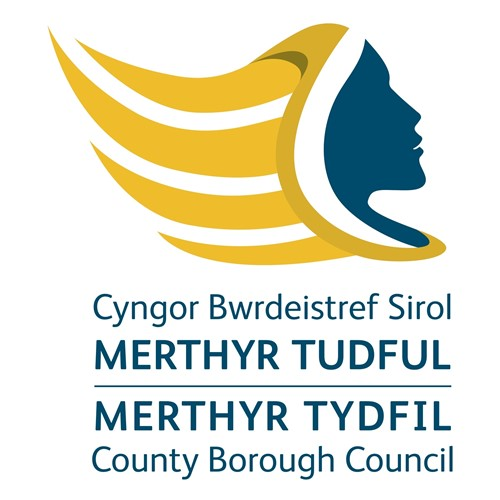 Cyngor Bwrdeistref Sirol
MERTHYR TUDFUL
MERTHYR TYDFIL
County Borough Council